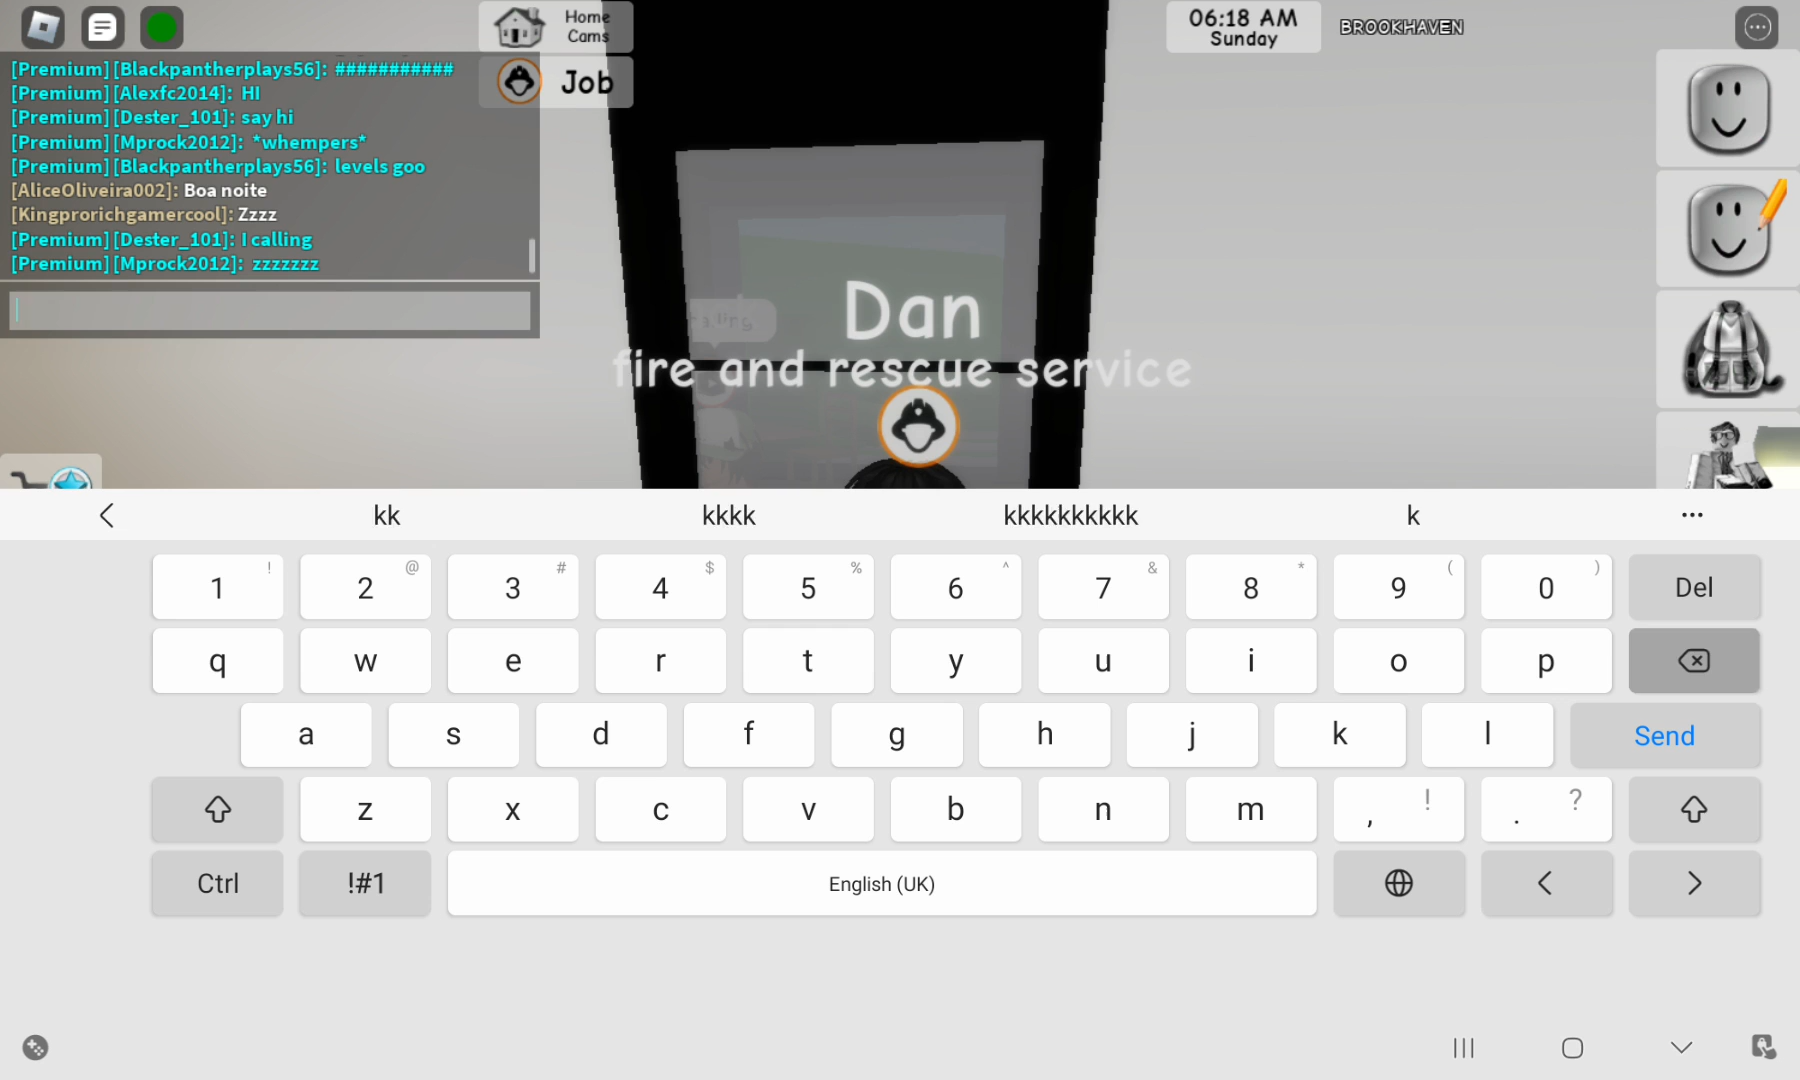 Home
Cams
06:18 AM
Sunday
BROOKHAVEN
Job
[Premium][Blackpantherplays56]: ###########
[Premium][Alexfc2014]: HI
[Premium][Dester_101]: say hi
[Premium][Mprock2012]: *whempers*
[Premium][Blackpantherplays56]: levels goo
[AliceOliveira002]: Boa noite
[Kingprorichgamercool]: Zzzz
[Premium][Dester_101]: I calling
[Premium][Mprock2012]: zzzzzzz
Dan
fire and rescue service
kk kkkk kkkkkkkkkk k ...
1 ! 2 @ 3 # 4 $ 5 % 6 ^ 7 & 8 * 9 ( 0 ) Del
q w e r t y u i o p
a s d f g h j k l Send
z x c v b n m , ! . ?
Ctrl !#1 English (UK) < >